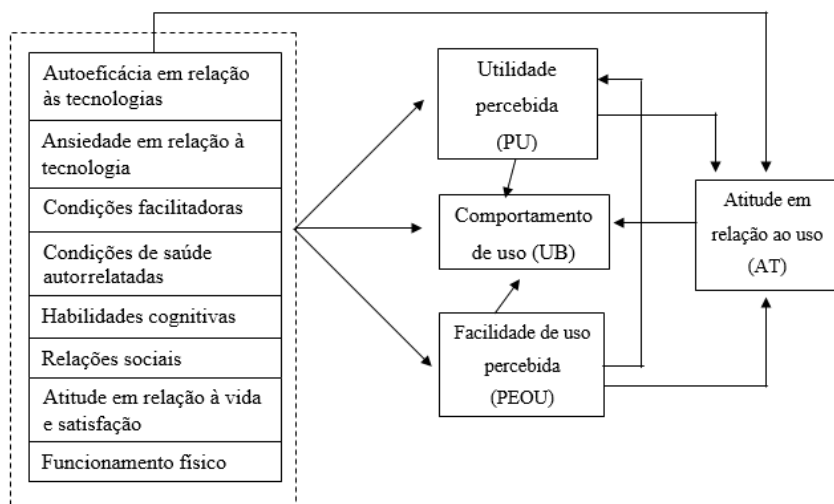 Autoeficácia em relação
às tecnologias
Ansiedade em relação à
tecnologia
Condições facilitadoras
Condições de saúde
autorrelatadas
Habilidades cognitivas
Relações sociais
Atitude em relação à vida
e satisfação
Funcionamento físico
Utilidade
percebida
(PU)
Comportamento
de uso (UB)
Facilidade de uso
percebida
(PEOU)
Atitude em
relação ao uso
(AT)